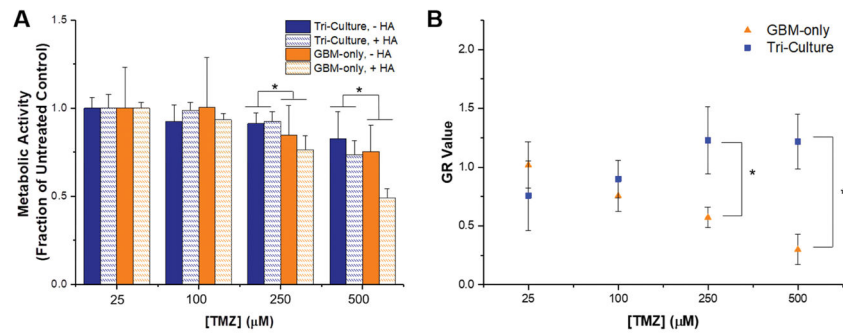 A
Metabolic Activity
(Fraction of Untreated Control)
1.5
1.0
0.5
0.0
Tri-Culture, - HA
Tri-Culture, + HA
GBM-only, - HA
GBM-only, + HA
*
*
25 100 250 500
[TMZ] (μM)
B
GR Value
2.0
1.5
1.0
0.5
0.0
GBM-only
Tri-Culture
*
*
25 100 250 500
[TMZ] (μM)